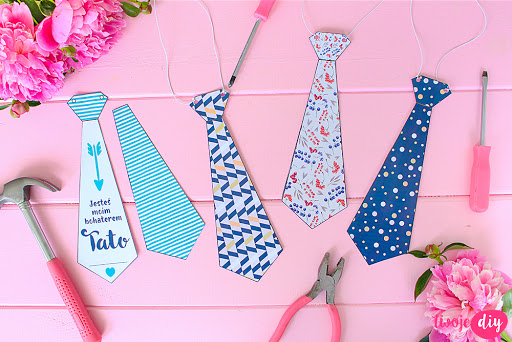 Jesteś
moim
bohaterem
Tato
twoje diy